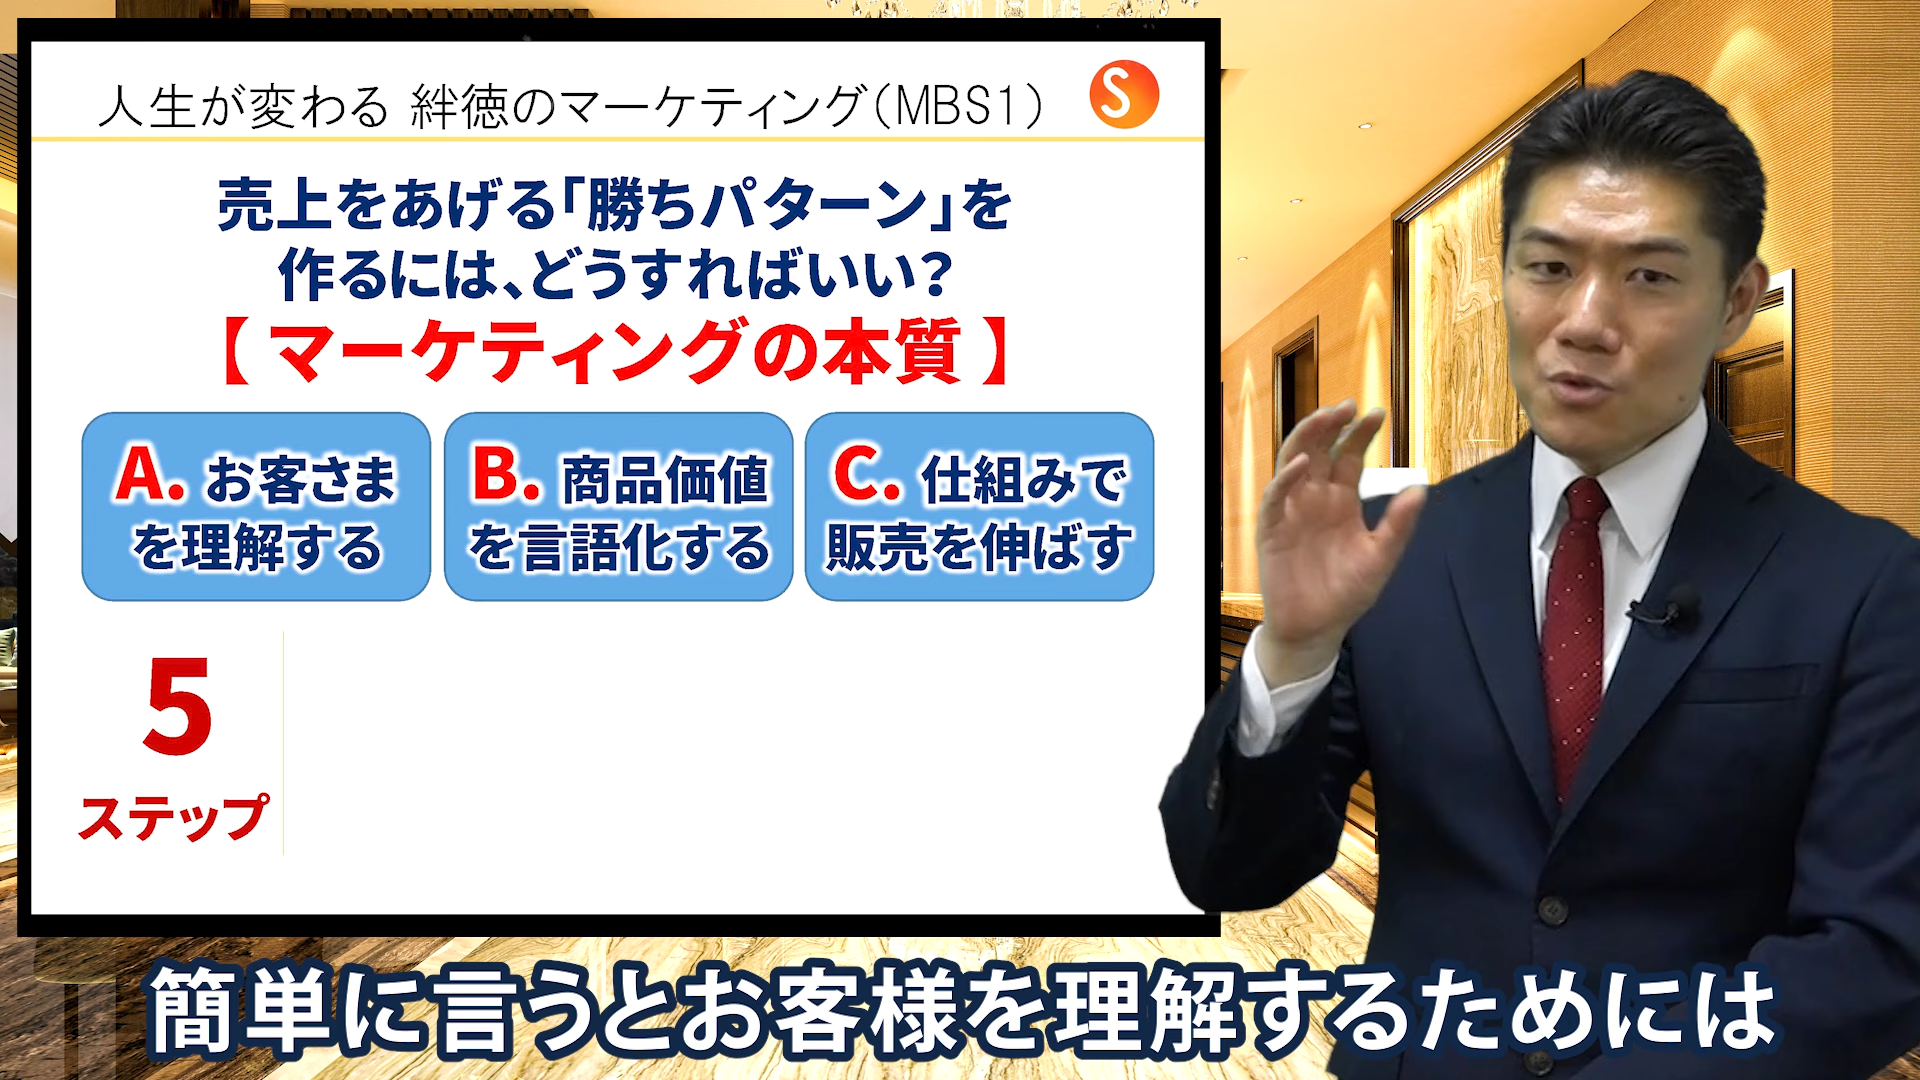 人生が変わる 絆徳のマーケティング（MBS1）
S
売上をあげる「勝ちパターン」を
作るには、どうすればいい？
【 マーケティングの本質 】
A. お客さま
を理解する
B. 商品価値
を言語化する
C. 仕組みで
販売を伸ばす
5
ステップ
簡単に言うとお客様を理解するためには